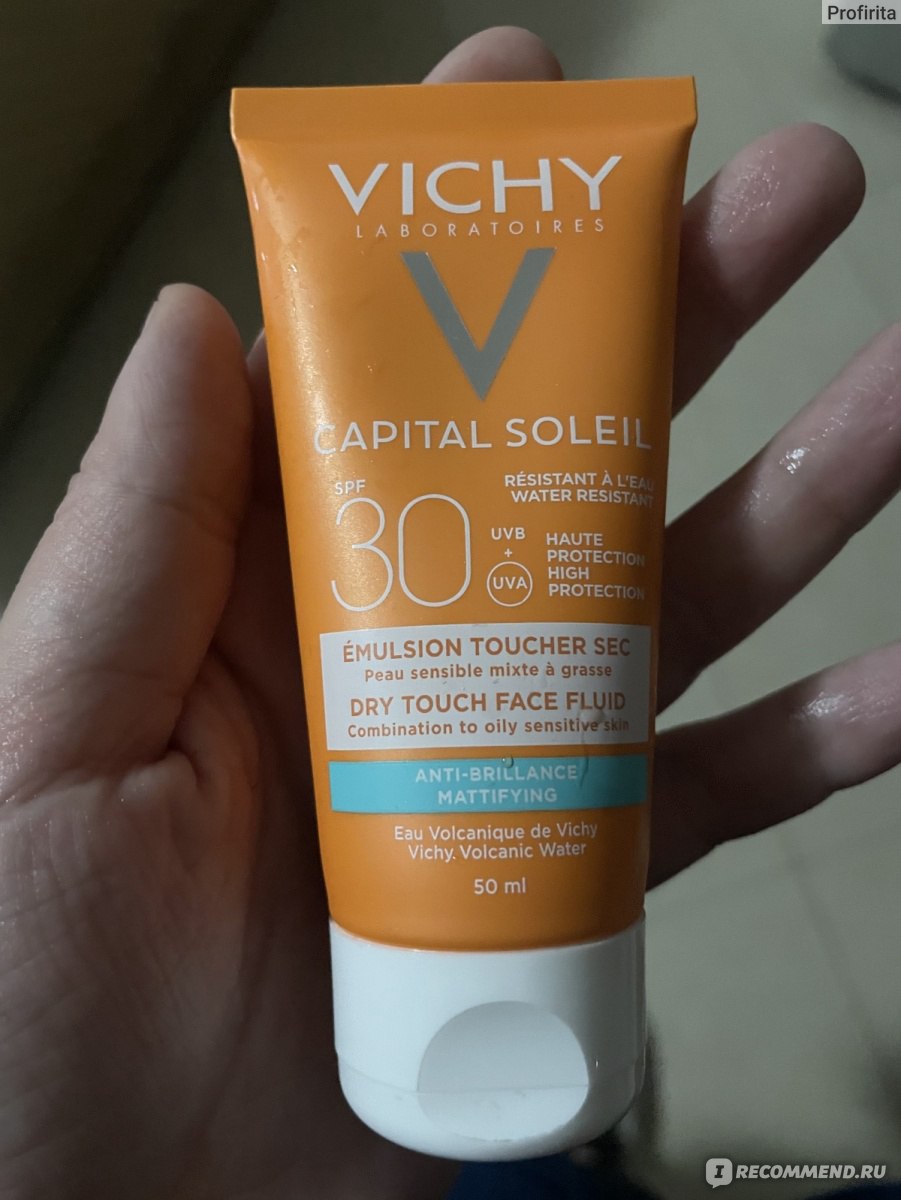 Profirita
VICHY
LABORATOIRES
CAPITAL SOLEIL
SPF
30
UVB
+
UVA
RÉSISTANT À L'EAU
WATER RESISTANT
HAUTE
PROTECTION
HIGH
PROTECTION
ÉMULSION TOUCHER SEC
Peau sensible mixte à grasse
DRY TOUCH FACE FLUID
Combination to oily sensitive skin
ANTI-BRILLANCE
MATTIFYING
Eau Volcanique de Vichy
Vichy Volcanic Water
50 ml
IRECOMMEND.RU